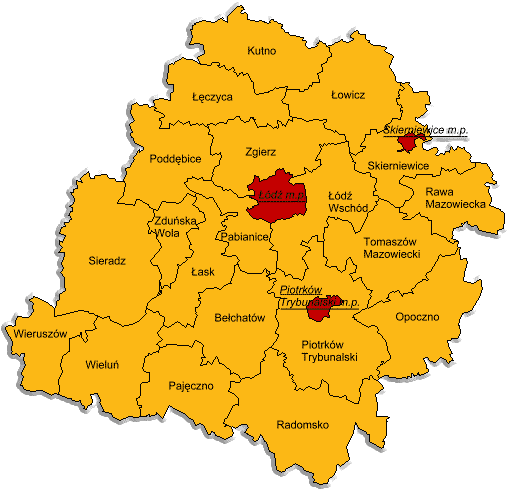 Kutno
Łęczyca
Łowicz
Skierniewice m.p.
Zgierz
Poddębice
Skierniewice
Łódź m.p.
Rawa
Mazowiecka
Łódź
Wschód
Zduńska
Wola
Pabianice
Tomaszów
Mazowiecki
Sieradz
Łask
Piotrków
Trybunalski m.p.
Bełchatów
Opoczno
Wieruszów
Piotrków
Trybunalski
Wieluń
Pajęczno
Radomsko